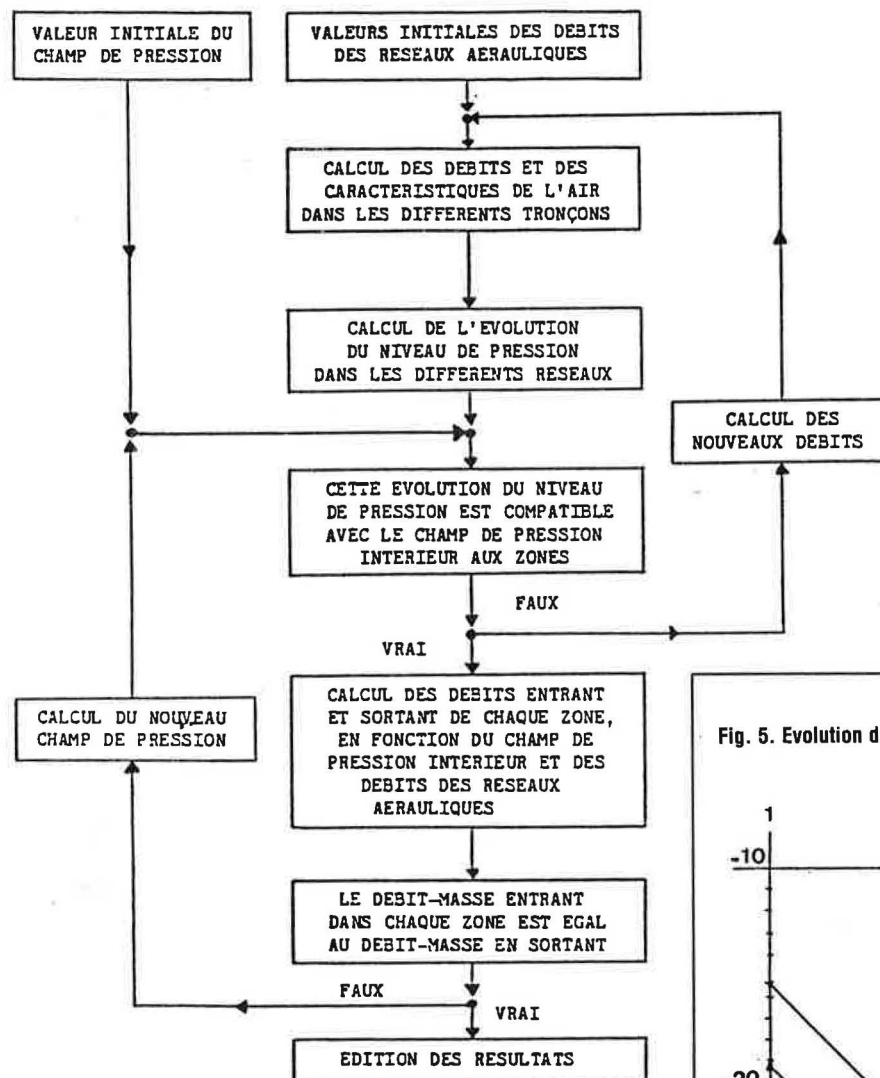 VALEUR INITIALE DU
CHAMP DE PRESSION
VALEURS INITIALES DES DEBITS
DES RESEAUX AERAULIQUES
CALCUL DES DEBITS ET DES
CARACTERISTIQUES DE L'AIR
DANS LES DIFFERENTS TRONÇONS
CALCUL DE L'EVOLUTION
DU NIVEAU DE PRESSION
DANS LES DIFFERENTS RESEAUX
CALCUL DES
NOUVEAUX DEBITS
CETTE EVOLUTION DU NIVEAU
DE PRESSION EST COMPATIBLE
AVEC LE CHAMP DE PRESSION
INTERIEUR AUX ZONES
FAUX
VRAI
CALCUL DES DEBITS ENTRANT
ET SORTANT DE CHAQUE ZONE,
EN FONCTION DU CHAMP DE
PRESSION INTERIEUR ET DES
DEBITS DES RESEAUX
AERAULIQUES
CALCUL DU NOUVEAU
CHAMP DE PRESSION
LE DEBIT-MASSE ENTRANT
DANS CHAQUE ZONE EST EGAL
AU DEBIT-MASSE EN SORTANT
FAUX
VRAI
EDITION DES RESULTATS
Fig. 5. Evolution d
1
-10